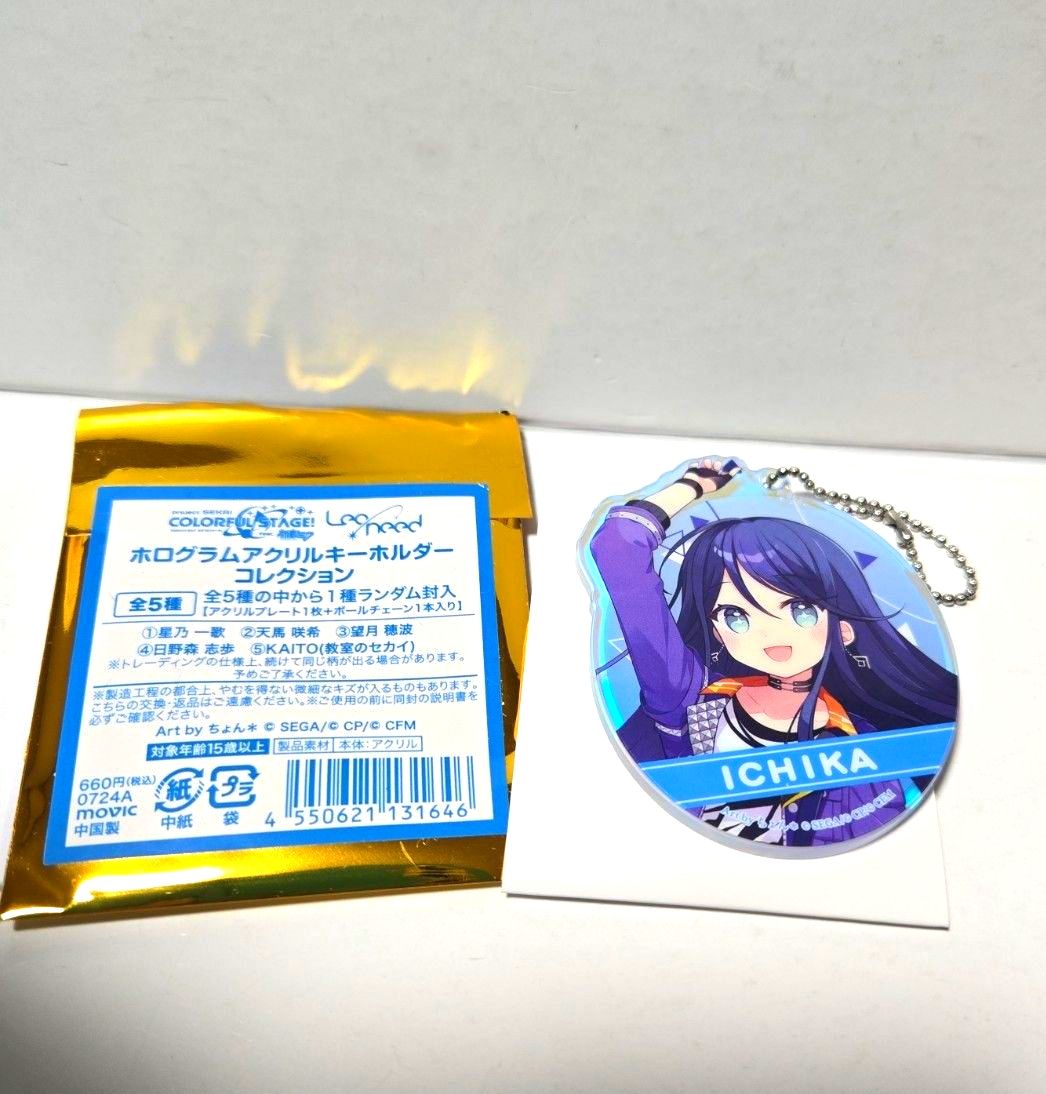 PROJECT SEKAI
COLORFUL STAGE!
Leo/need
ホログラムアクリルキーホルダー
コレクション
全5種
全5種の中から1種ランダム封入
【アクリルプレート1枚+ボールチェーン1本入り】
①星乃 一歌 ②天馬 咲希 ③望月 穂波
④日野森 志歩 ⑤KAITO(教室のセカイ)
※トレーディングの仕様上、続けて同じ柄が出る場合があります。
予めご了承ください。
※製造工程の都合上、やむを得ない微細なキズが入るものもあります。
こちらの交換・返品はご遠慮ください。※ご使用の前に同封の説明書を
必ずご確認ください。
Art by ちょん＊ © SEGA/© CP/© CFM
対象年齢15歳以上 製品素材 本体:アクリル
660円(税込)
0724A
movic
中国製
紙
中紙
プラ
袋
4 550621 131646
ICHIKA
Art by ちょん＊ © SEGA/© CP/© CFM